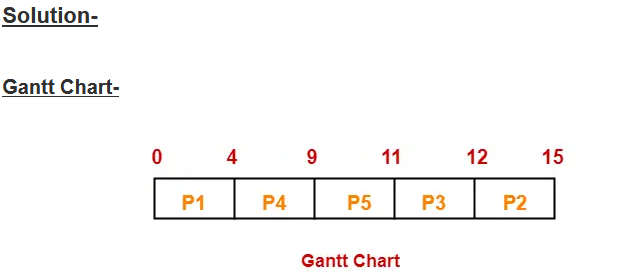 Solution-
Gantt Chart-
0 4 9 11 12 15
P1 P4 P5 P3 P2
Gantt Chart